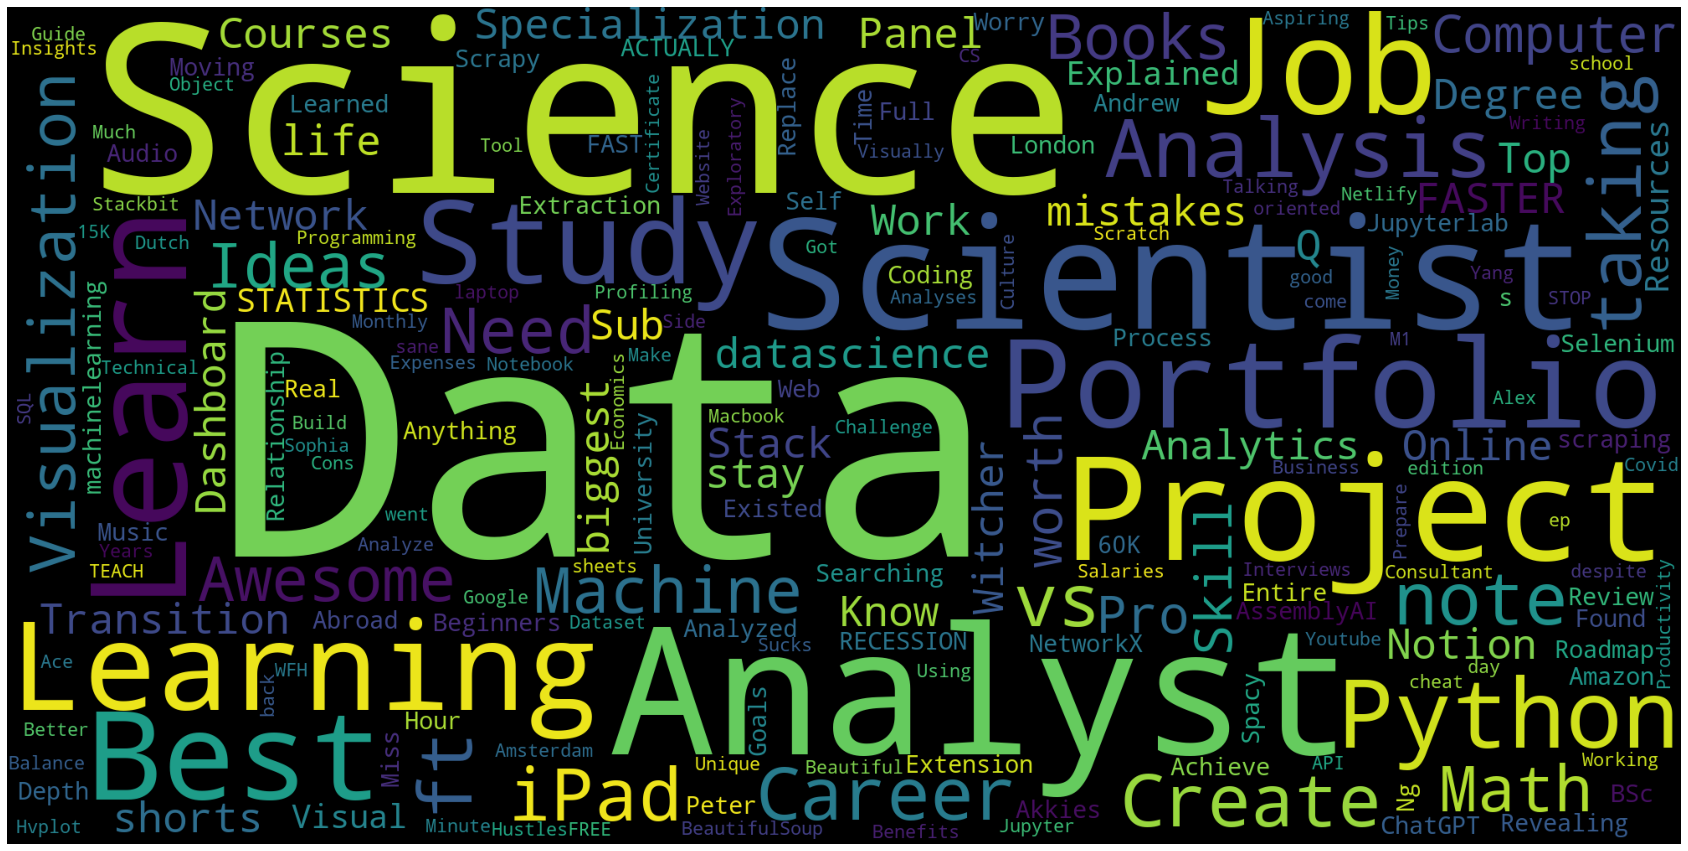 Guide
Insights
Courses
Specialization
ACTUALLY
Panel
Worry
Books
Aspiring
Tips
Computer
Science
Moving
Object
Scrapy
CS
Explained
Job
school
Degree
Learned
Andrew
Much
Audio
life
Tool
FAST
Certificate
Website
Exploratory
Replace
Time
Full
Visually
London
Analysis
Writing
Top
taking
Resources
Visualization
Stackbit
Network
Extraction
Self
Work
mistakes
Talking
oriented
Netlify
FASTER
Jupyterlab
15K
Dutch
Programming
Study
Scientist
Got
Scratch
Q
Learn
Ideas
Coding
Culture
good
come
Money
Yang
s
STOP
STATISTICS
laptop
Profiling
Analyses
machinelearning
Dashboard
Monthly
Need
Sub
Side
Process
M1
Selenium
Technical
sane
Expenses
Notebook
Make
datascience
Portfolio
SQL
Relationship
Real
Data
Economics
Web
Alex
Build
Anything
biggest
Macbook
Challenge
Sophia
Cons
University
Stack
Witcher
worth
Analytics
Online
scraping
stay
Business
edition
Covid
Music
went
Existed
Project
Years
Analyze
60K
Skill
Prepare
ep
TEACH
Awesome
sheets
Searching
Salaries
Interviews
Consultant
despite
Productivity
Machine
Google
Know
vs
Pro
Entire
note
Review
Transition
Abroad
Beginners
Dataset
Analyzed
Sucks
RECESSION
NetworkX
AssemblyAI
Youtube
Notion
Found
Roadmap
Ace
WFH
Learning
Analyst
Using
day
Amazon
back
cheat
Python
Better
Best
Miss
Hour
ft
Goals
Spacy
Amsterdam
Balance
Unique
Beautiful
Extension
Achieve
API
Working
Depth
iPad
Peter
Career
Create
Ng
Math
BSc
shorts
Visual
Akkies
Hvplot
Minute
HustlesFREE
BeautifulSoup
Benefits
Jupyter
ChatGPT
Revealing